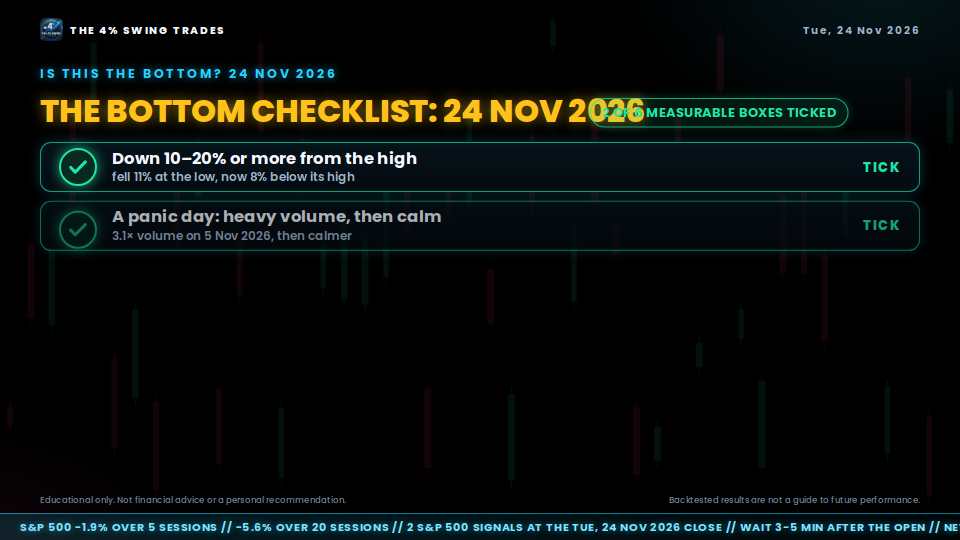 THE 4% SWING TRADES
Tue, 24 Nov 2026
IS THIS THE BOTTOM? 24 NOV 2026
THE BOTTOM CHECKLIST: 24 NOV 2026
MEASURABLE BOXES TICKED
Down 10–20% or more from the high
fell 11% at the low, now 8% below its high
TICK
A panic day: heavy volume, then calm
3.1× volume on 5 Nov 2026, then calmer
TICK
Educational only. Not financial advice or a personal recommendation.
Backtested results are not a guide to future performance.
S&P 500 -1.9% OVER 5 SESSIONS // -5.6% OVER 20 SESSIONS // 2 S&P 500 SIGNALS AT THE TUE, 24 NOV 2026 CLOSE // WAIT 3-5 MIN AFTER THE OPEN //